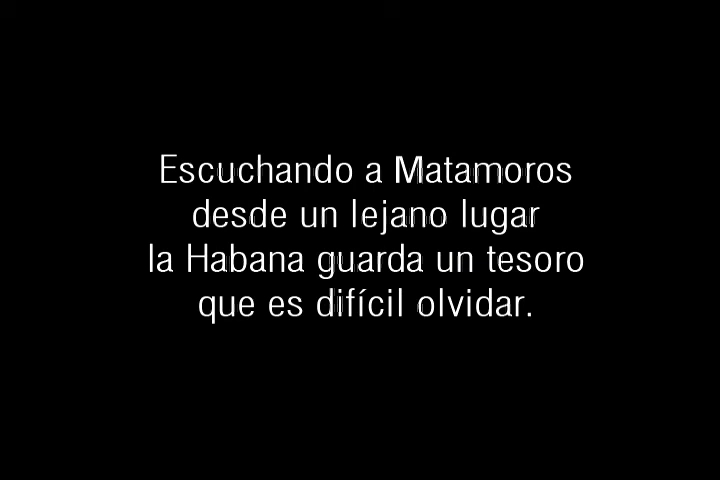 Escuchando a Matamoros
desde un lejano lugar
la Habana guarda un tesoro
que es difícil olvidar.